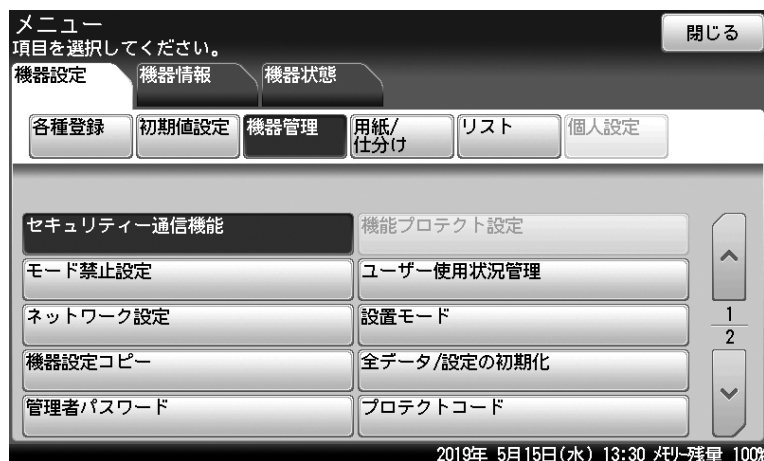 メニュー
項目を選択してください。
閉じる
機器設定
機器情報
機器状態
各種登録
初期値設定
機器管理
用紙/
仕分け
リスト
個人設定
セキュリティー通信機能
機能プロテクト設定
モード禁止設定
ユーザー使用状況管理
ネットワーク設定
設置モード
1
2
機器設定コピー
全データ/設定の初期化
管理者パスワード
プロテクトコード
2019年 5月15日(水) 13:30 メモリー残量 100%